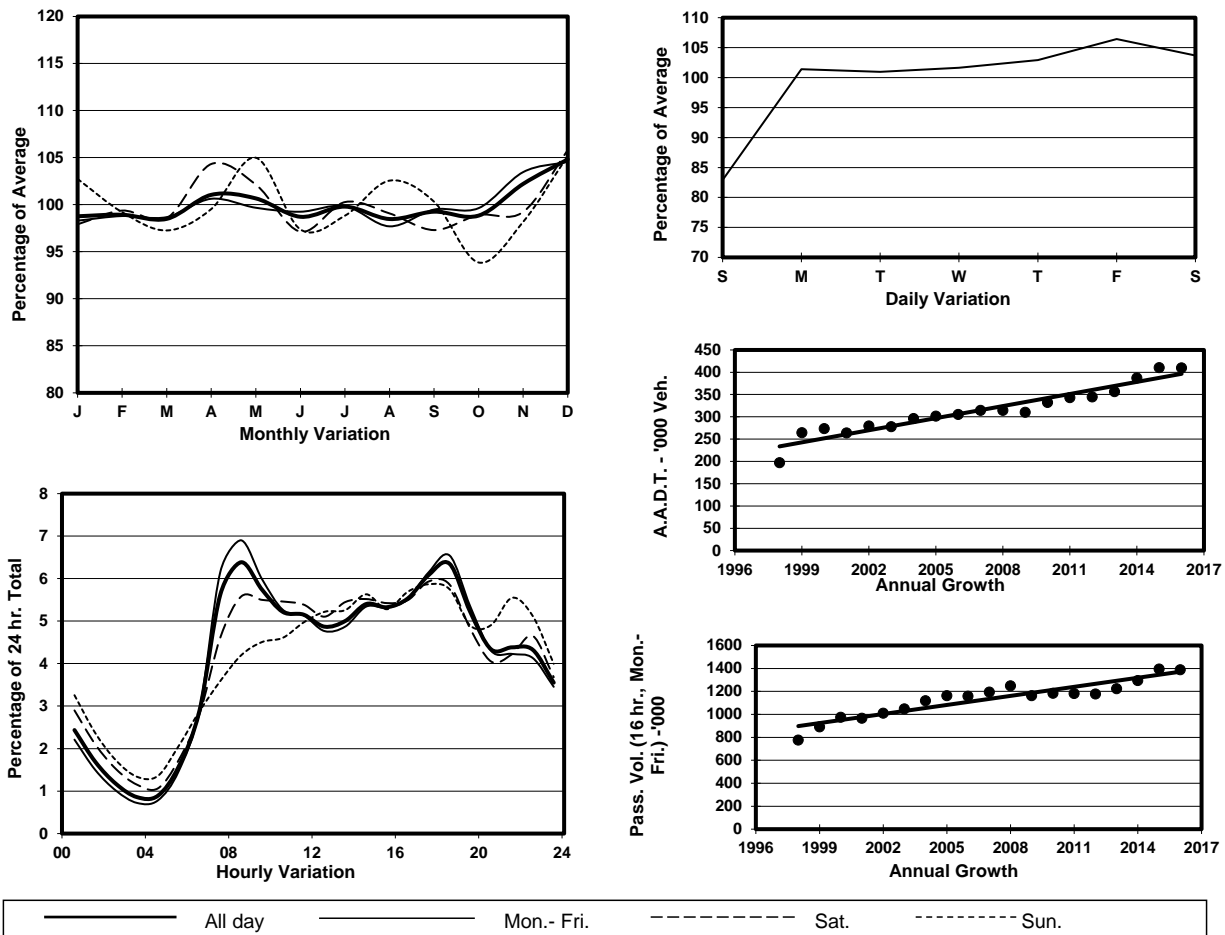 120
115
110
105
100
95
90
85
80
Percentage of Average
J F M A M J J A S O N D
Monthly Variation
110
105
100
95
90
85
80
75
70
Percentage of Average
S M T W T F S
Daily Variation
450
400
350
300
250
200
150
100
50
0
A.A.D.T. - '000 Veh.
1996 1999 2002 2005 2008 2011 2014 2017
Annual Growth
8
7
6
5
4
3
2
1
0
Percentage of 24 hr. Total
00 04 08 12 16 20 24
Hourly Variation
1600
1400
1200
1000
800
600
400
200
0
Pass. Vol. (16 hr., Mon.-
Fri.) -'000
1996 1999 2002 2005 2008 2011 2014 2017
Annual Growth
All day Mon.- Fri. Sat. Sun.